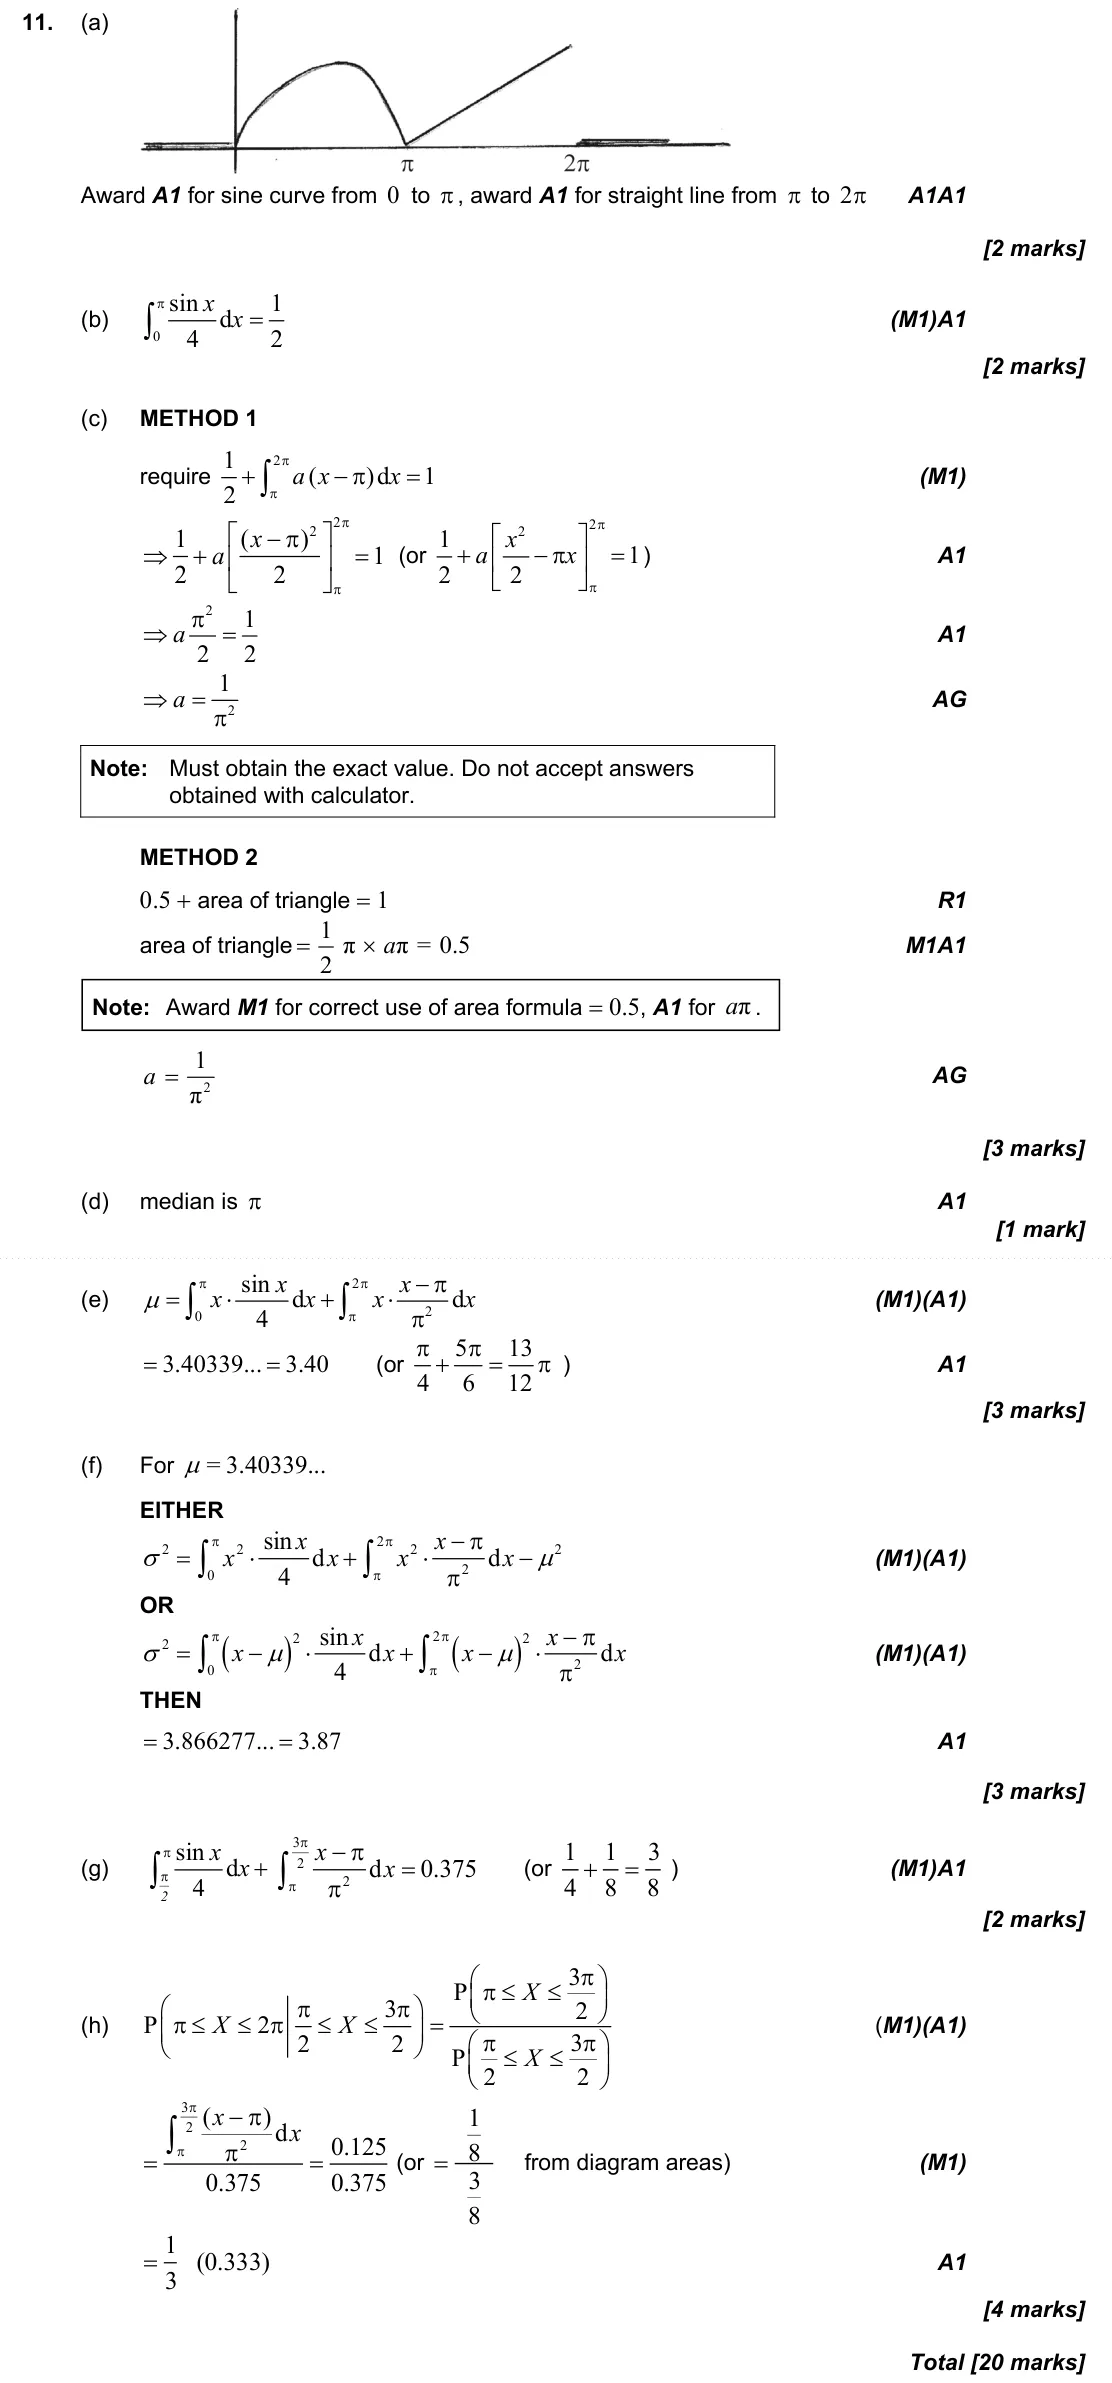 11. (a)
π 2π
Award A1 for sine curve from 0 to π, award A1 for straight line from π to 2π A1A1
[2 marks]
(b) ∫₀^π (sin x)/4 dx = 1/2 (M1)A1
[2 marks]
(c) METHOD 1
require 1/2 + ∫_π^{2π} a(x − π)dx = 1 (M1)
⇒ 1/2 + a[(x − π)²/2]_π^{2π} = 1 (or 1/2 + a[x²/2 − πx]_π^{2π} = 1) A1
⇒ a π²/2 = 1/2 A1
⇒ a = 1/π² AG
Note: Must obtain the exact value. Do not accept answers
obtained with calculator.
METHOD 2
0.5 + area of triangle = 1 R1
area of triangle = 1/2 π × aπ = 0.5 M1A1
Note: Award M1 for correct use of area formula = 0.5, A1 for aπ.
a = 1/π² AG
[3 marks]
(d) median is π A1
[1 mark]
(e) μ = ∫₀^π x · (sin x)/4 dx + ∫_π^{2π} x · (x − π)/π² dx (M1)(A1)
= 3.40339... = 3.40 (or π/4 + 5π/6 = 13/12 π ) A1
[3 marks]
(f) For μ = 3.40339...
EITHER
σ² = ∫₀^π x² · (sin x)/4 dx + ∫_π^{2π} x² · (x − π)/π² dx − μ² (M1)(A1)
OR
σ² = ∫₀^π (x − μ)² · (sin x)/4 dx + ∫_π^{2π} (x − μ)² · (x − π)/π² dx (M1)(A1)
THEN
= 3.866277... = 3.87 A1
[3 marks]
(g) ∫_{π/2}^π (sin x)/4 dx + ∫_π^{3π/2} (x − π)/π² dx = 0.375 (or 1/4 + 1/8 = 3/8 ) (M1)A1
[2 marks]
(h) P(π ≤ X ≤ 2π | π/2 ≤ X ≤ 3π/2) = P(π ≤ X ≤ 3π/2) / P(π/2 ≤ X ≤ 3π/2) (M1)(A1)
= (∫_π^{3π/2} (x − π)/π² dx) / 0.375 = 0.125/0.375 (or = (1/8)/(3/8) from diagram areas) (M1)
= 1/3 (0.333) A1
[4 marks]
Total [20 marks]